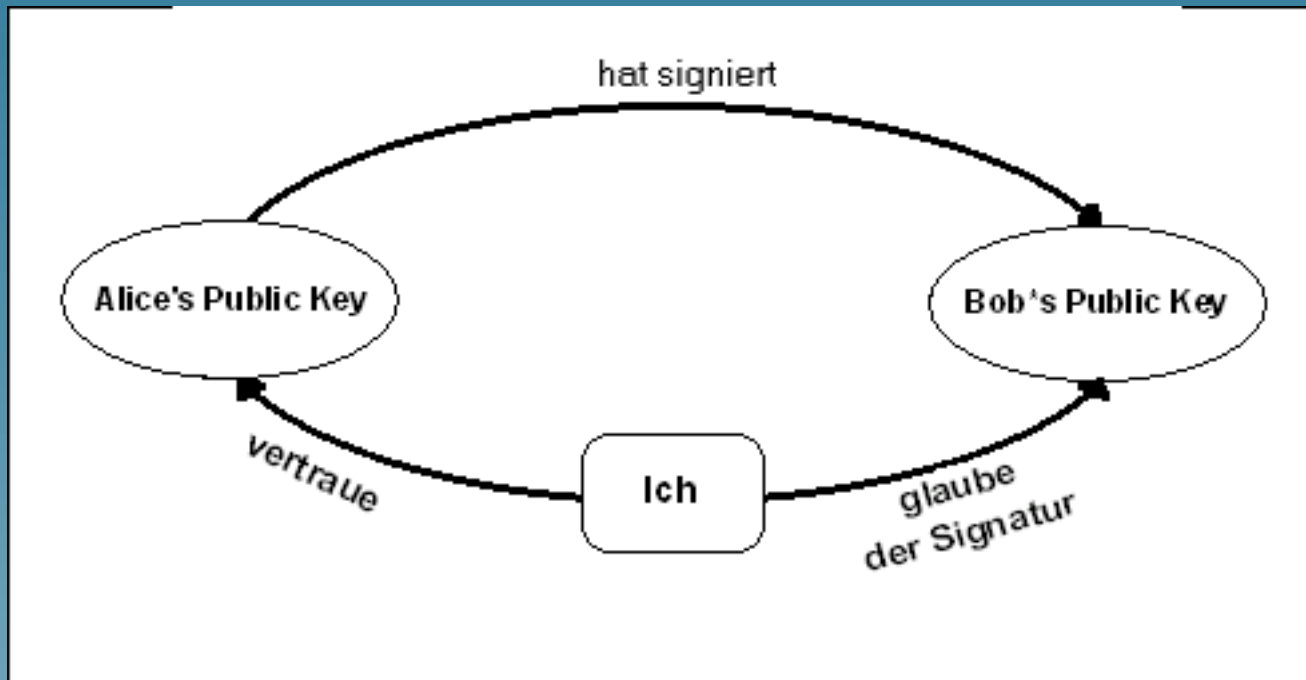 hat signiert
Alice's Public Key
Bob*s Public Key
vertraue
Ich
glaube
der Signatur